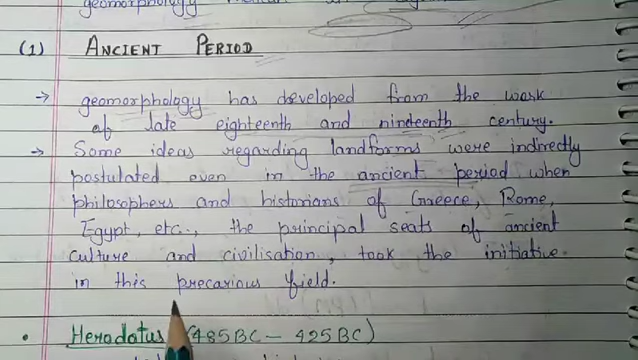 geomorphology
(1) ANCIENT PERIOD
→ geomorphology has developed from the work
of late eighteenth and nineteenth century.
→ Some ideas regarding landforms were indirectly
postulated even in the ancient period when
philosophers and historians of Greece, Rome,
Egypt, etc., the principal seats of ancient
culture and civilisation, took the initiative
in this precarious field.
• Herodatus (485BC - 425BC)